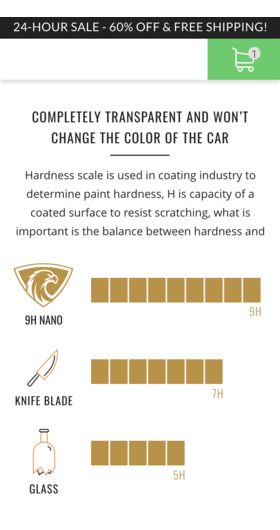 24-HOUR SALE - 60% OFF & FREE SHIPPING!
1
COMPLETELY TRANSPARENT AND WON'T
CHANGE THE COLOR OF THE CAR
Hardness scale is used in coating industry to
determine paint hardness, H is capacity of a
coated surface to resist scratching, what is
important is the balance between hardness and
9H NANO
9H
KNIFE BLADE
7H
GLASS
5H